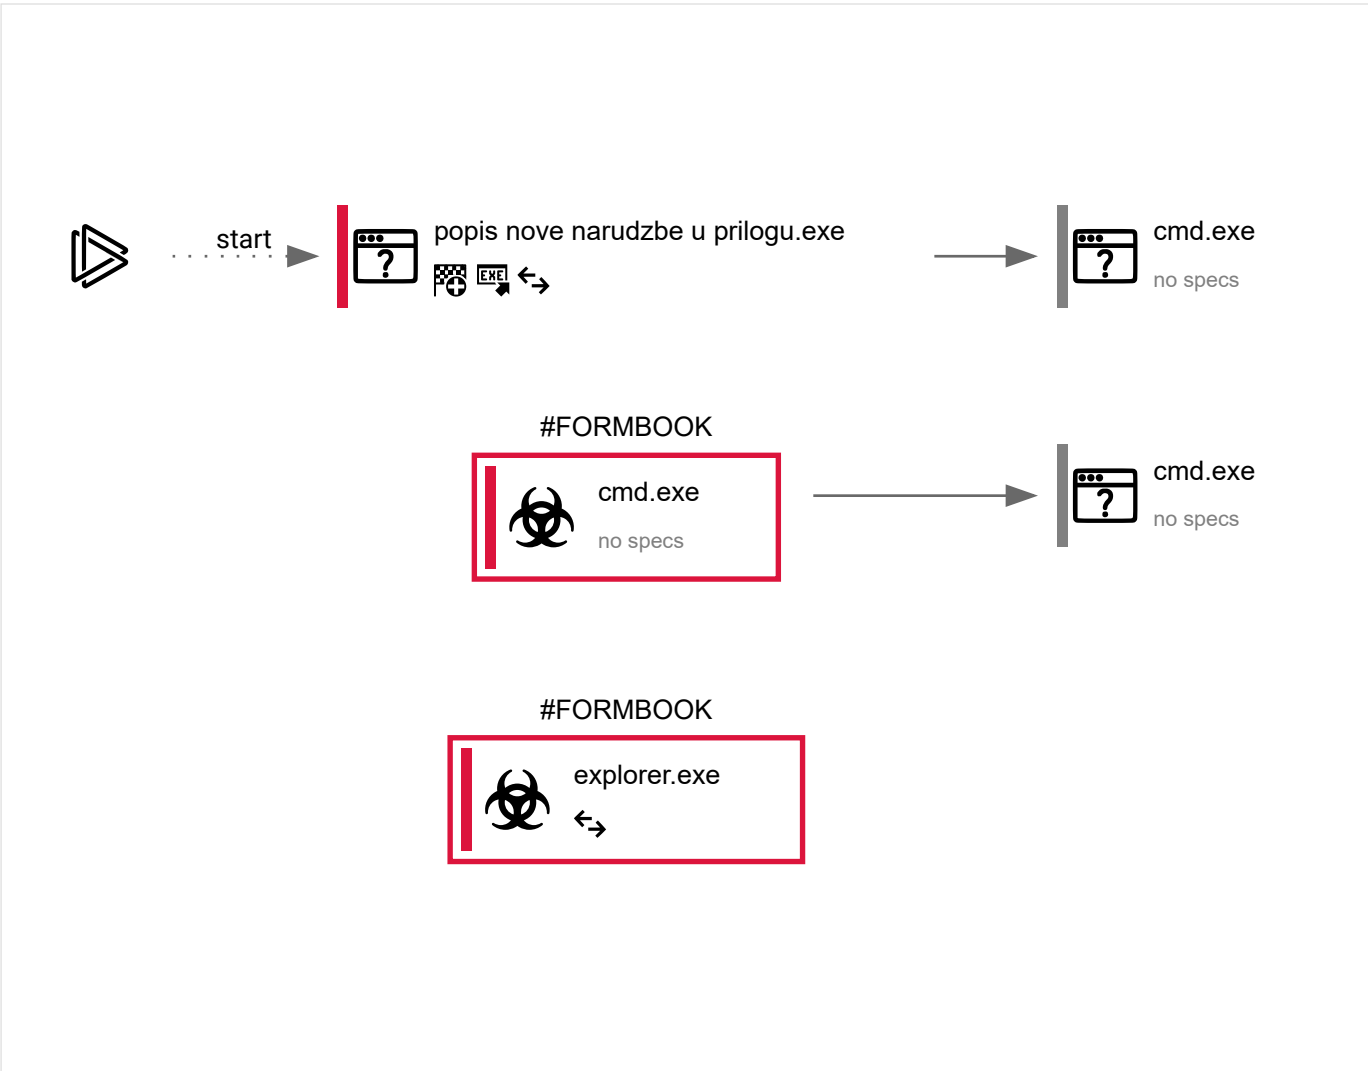 start
popis nove narudzbe u prilogu.exe
EXE
cmd.exe
no specs
#FORMBOOK
cmd.exe
no specs
cmd.exe
no specs
#FORMBOOK
explorer.exe